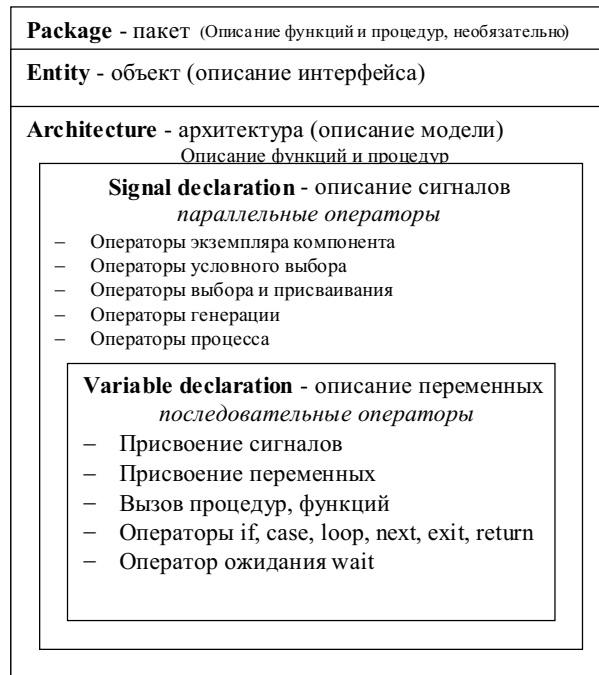 Package - пакет (Описание функций и процедур, необязательно)
Entity - объект (описание интерфейса)
Architecture - архитектура (описание модели)
Описание функций и процедур
Signal declaration - описание сигналов
параллельные операторы
– Операторы экземпляра компонента
– Операторы условного выбора
– Операторы выбора и присваивания
– Операторы генерации
– Операторы процесса
Variable declaration - описание переменных
последовательные операторы
– Присвоение сигналов
– Присвоение переменных
– Вызов процедур, функций
– Операторы if, case, loop, next, exit, return
– Оператор ожидания wait